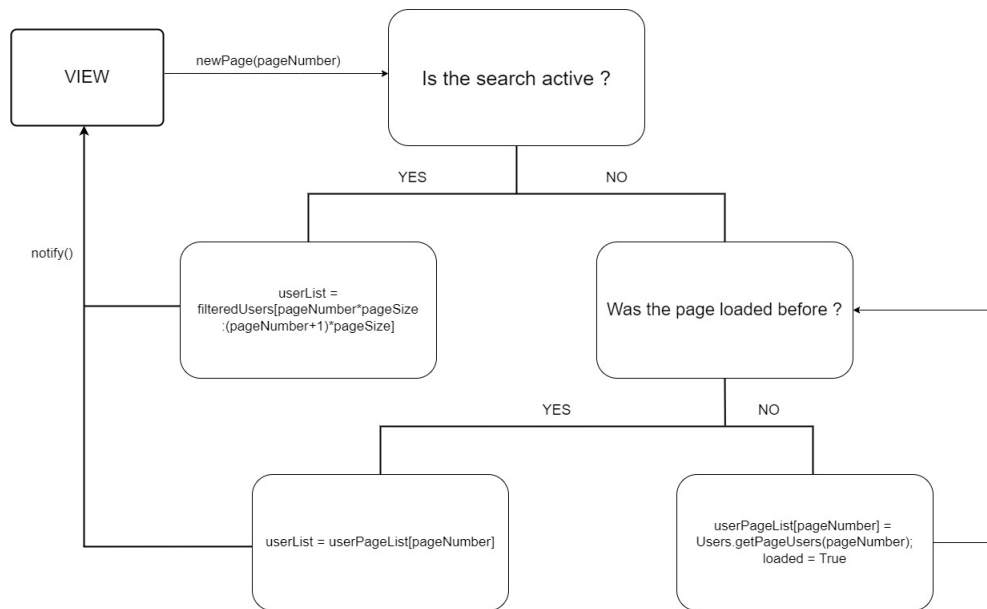 VIEW
newPage(pageNumber)
Is the search active ?
YES
NO
notify()
userList =
filteredUsers[pageNumber*pageSize
:(pageNumber+1)*pageSize]
Was the page loaded before ?
YES
NO
userList = userPageList[pageNumber]
userPageList[pageNumber] =
Users.getPageUsers(pageNumber);
loaded = True